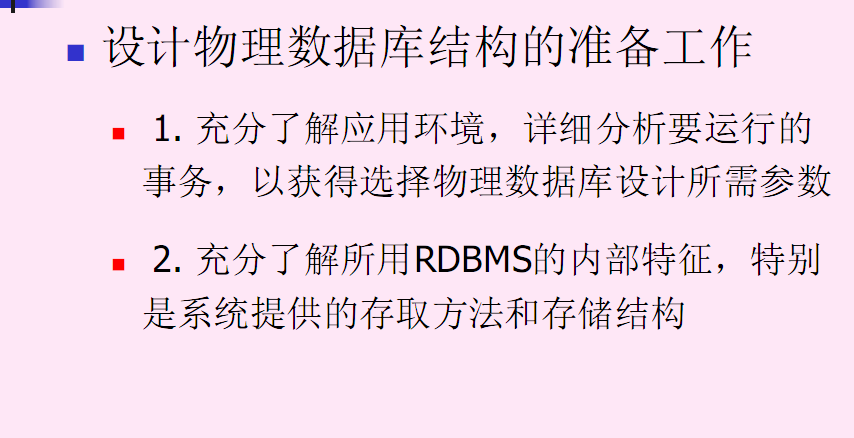 设计物理数据库结构的准备工作
1. 充分了解应用环境，详细分析要运行的
事务，以获得选择物理数据库设计所需参数
2. 充分了解所用RDBMS的内部特征，特别
是系统提供的存取方法和存储结构